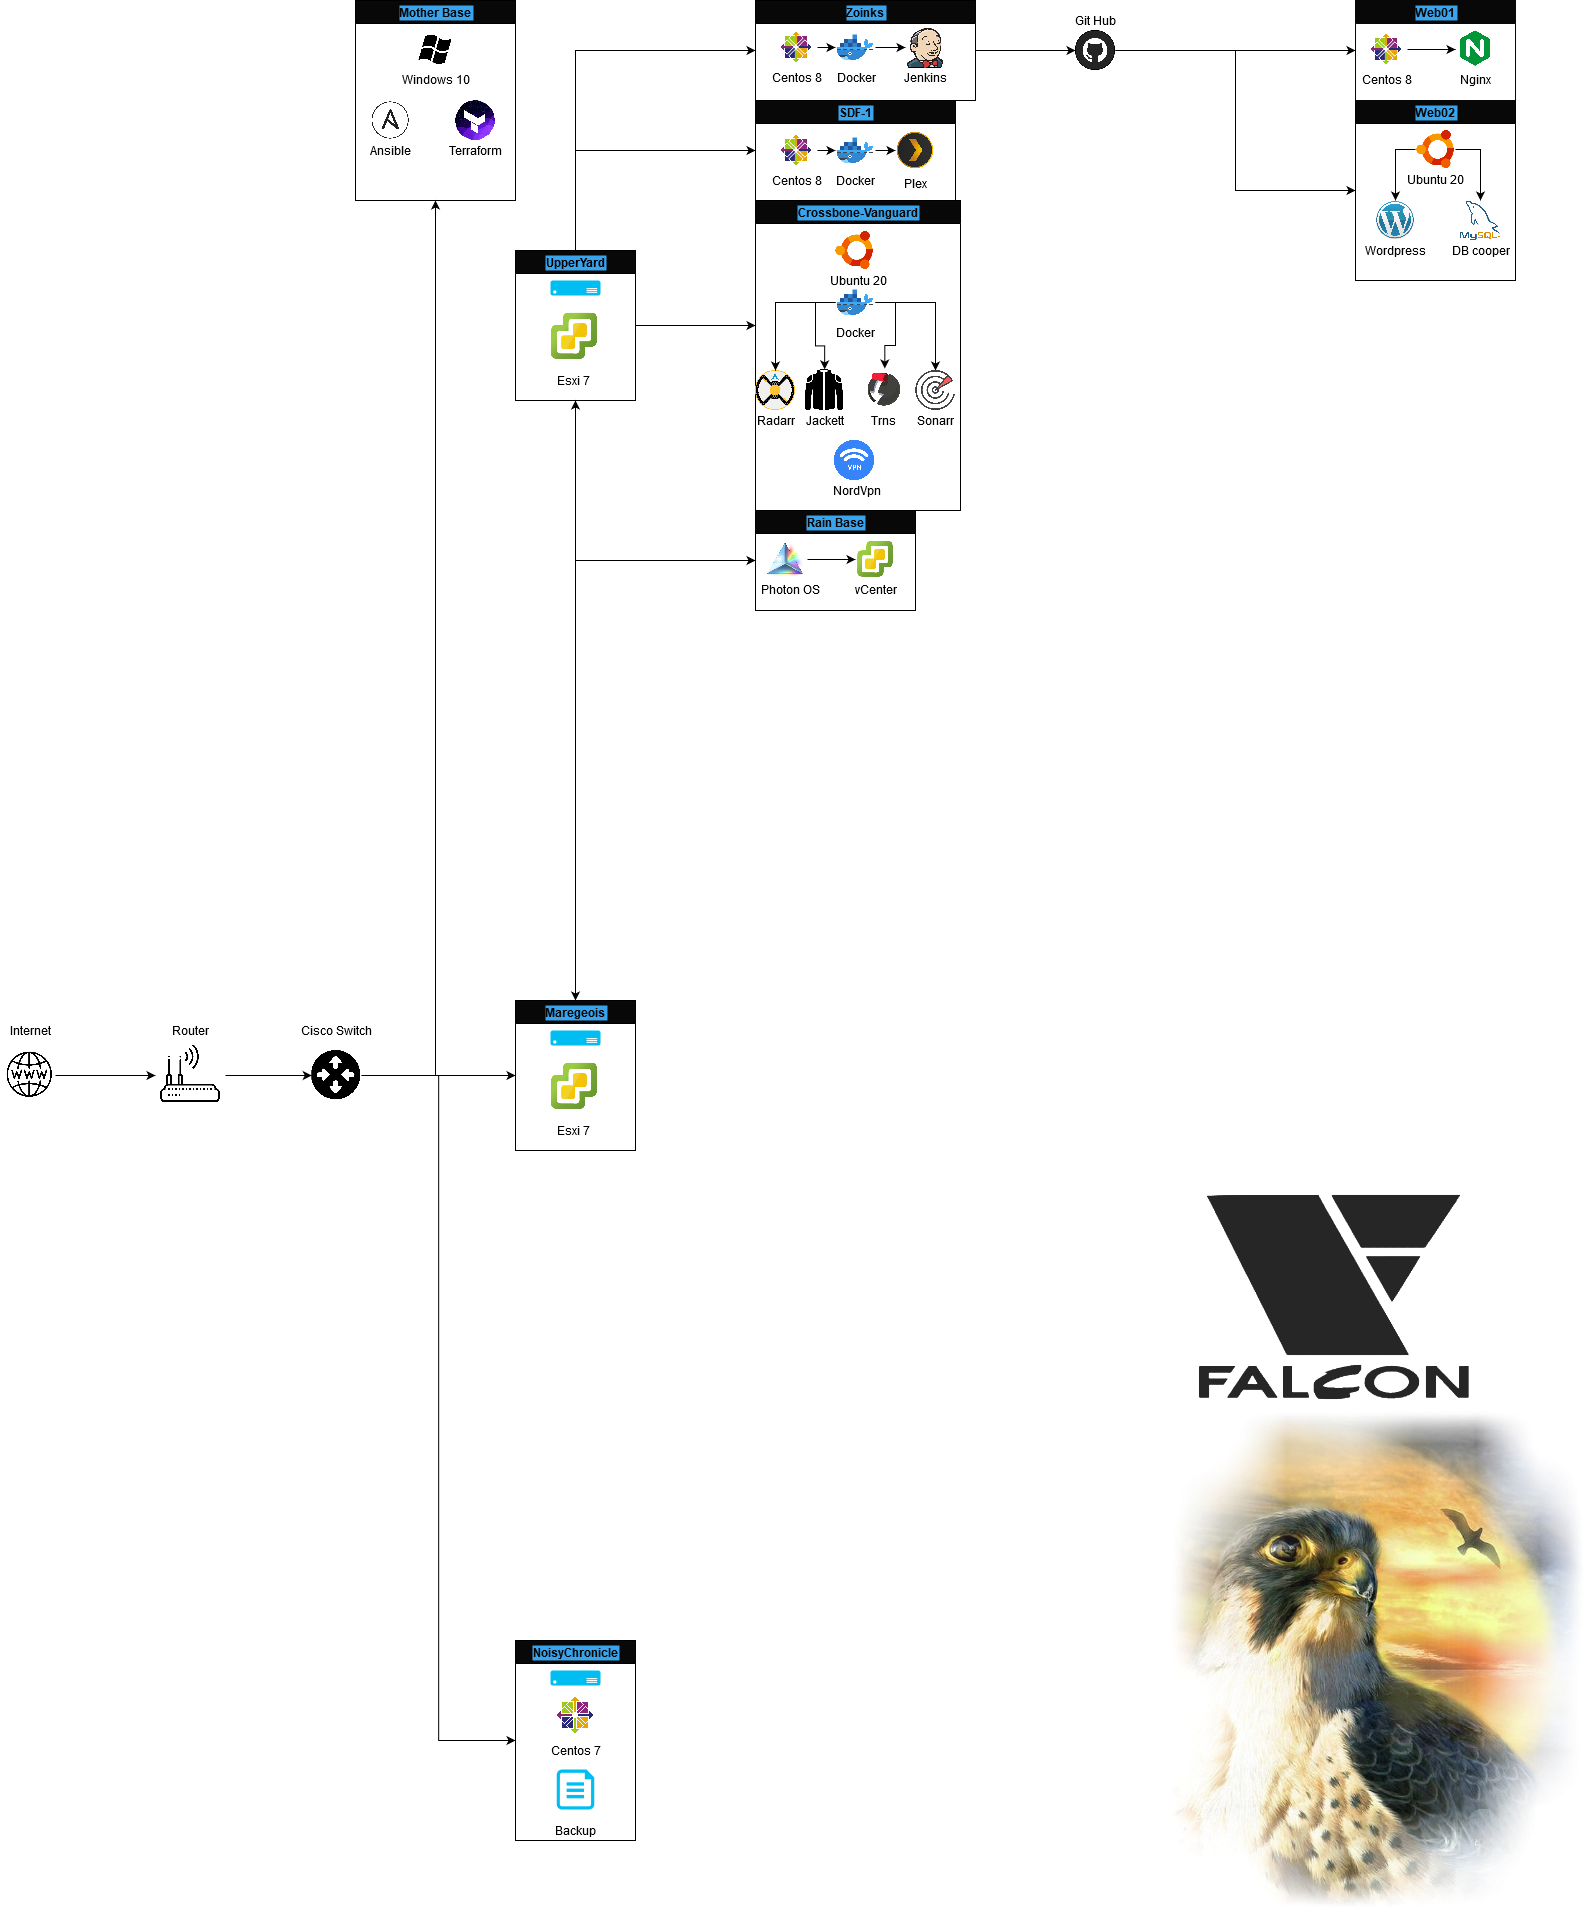 Mother Base
Windows 10
Ansible
Terraform
Zoinks
Centos 8
Docker
Jenkins
Git Hub
Web01
Centos 8
Nginx
SDF-1
Centos 8
Docker
Plex
Web02
Ubuntu 20
Wordpress
MySQL
DB cooper
Crossbone-Vanguard
Ubuntu 20
Docker
Radarr
Jackett
Trns
Sonarr
VPN
NordVpn
UpperYard
Esxi 7
Rain Base
Photon OS
vCenter
Internet
WWW
Router
Cisco Switch
Maregeois
Esxi 7
FALCON
NoisyChronicle
Centos 7
Backup